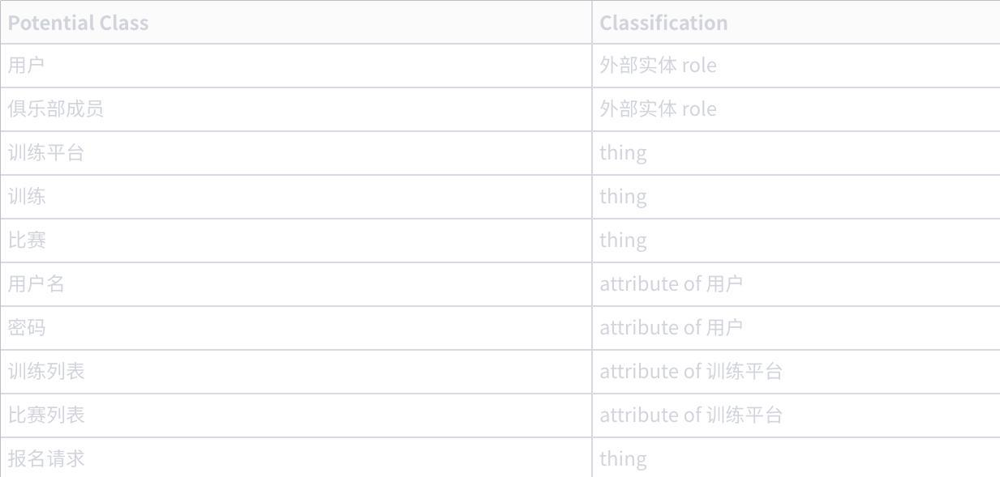 Potential Class Classification
用户 外部实体 role
俱乐部成员 外部实体 role
训练平台 thing
训练 thing
比赛 thing
用户名 attribute of 用户
密码 attribute of 用户
训练列表 attribute of 训练平台
比赛列表 attribute of 训练平台
报名请求 thing